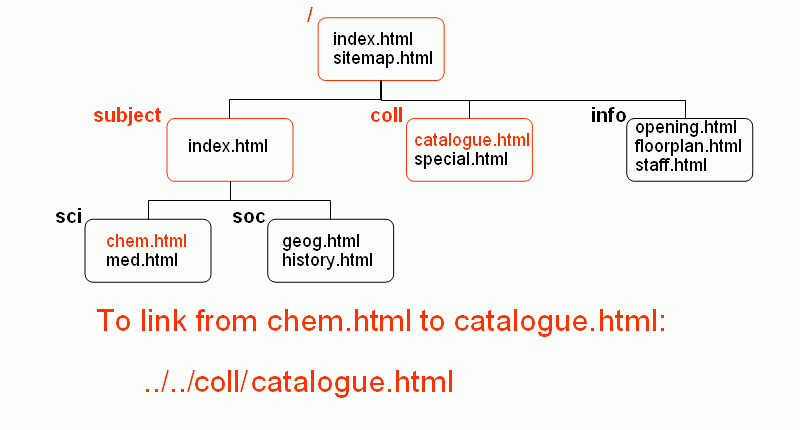 /
index.html
sitemap.html
subject
coll
info
index.html
catalogue.html
special.html
opening.html
floorplan.html
staff.html
sci
soc
chem.html
med.html
geog.html
history.html
To link from chem.html to catalogue.html:
../../coll/catalogue.html